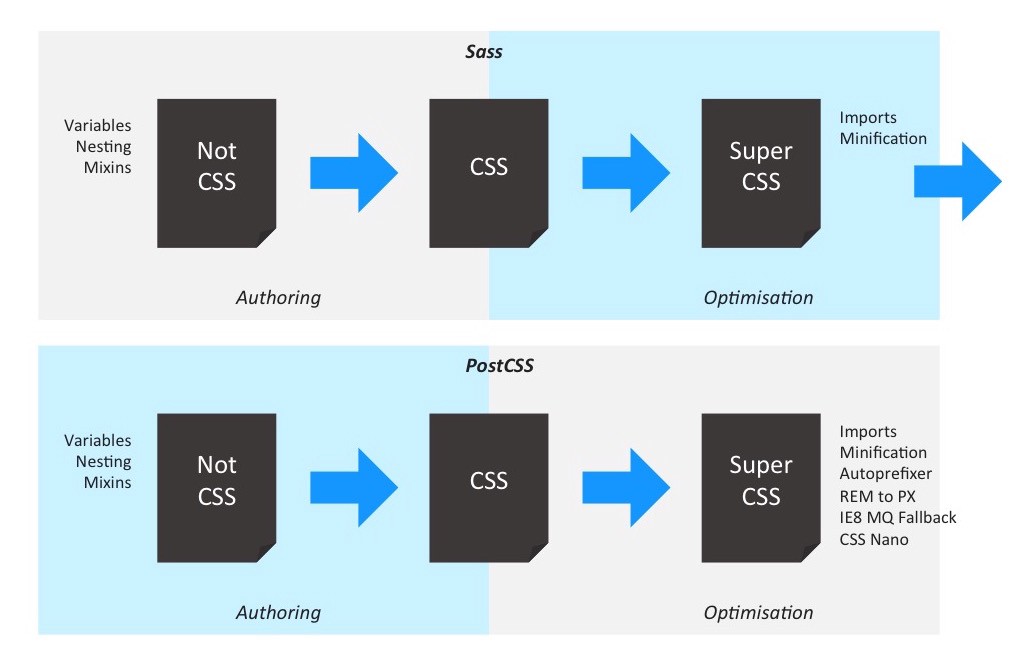 Sass
Variables
Nesting
Mixins
Not
CSS
CSS
Super
CSS
Imports
Minification
Authoring
Optimisation
PostCSS
Variables
Nesting
Mixins
Not
CSS
CSS
Super
CSS
Imports
Minification
Autoprefixer
REM to PX
IE8 MQ Fallback
CSS Nano
Authoring
Optimisation